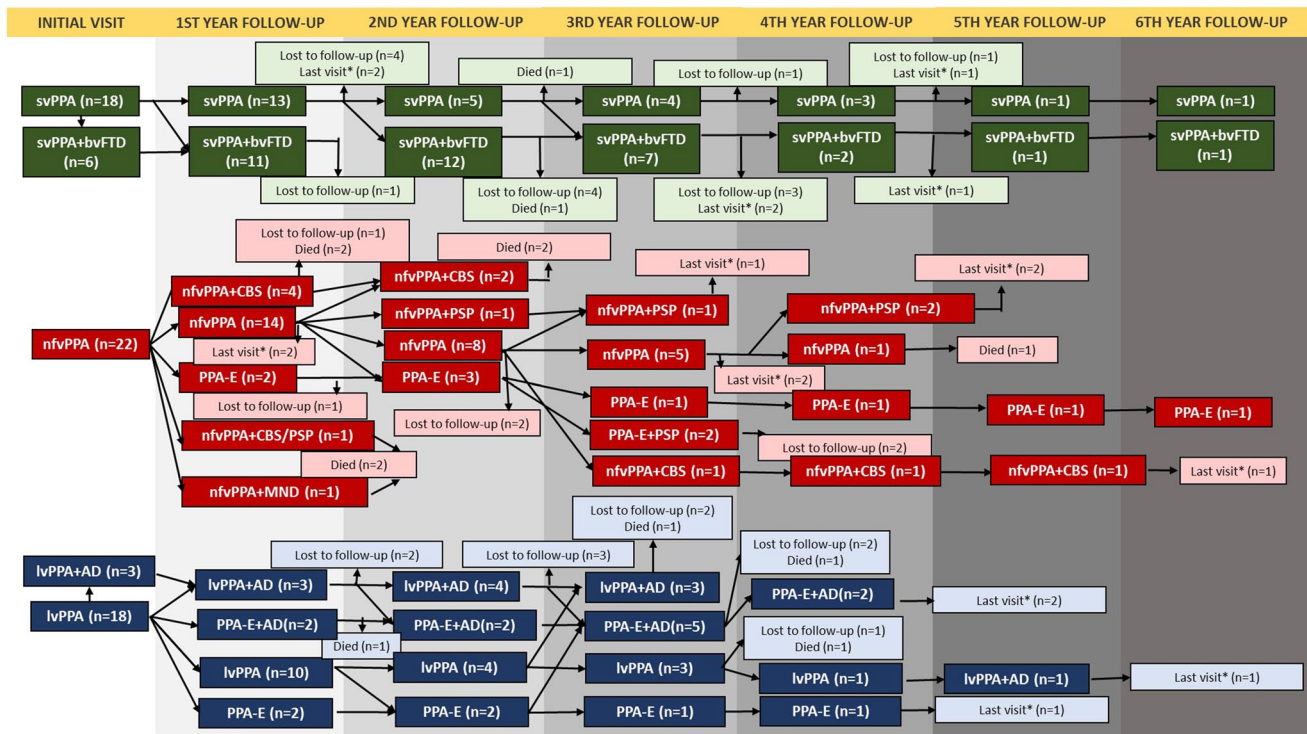 INITIAL VISIT
1ST YEAR FOLLOW-UP
2ND YEAR FOLLOW-UP
3RD YEAR FOLLOW-UP
4TH YEAR FOLLOW-UP
5TH YEAR FOLLOW-UP
6TH YEAR FOLLOW-UP
Lost to follow-up (n=4)
Last visit* (n=2)
Died (n=1)
Lost to follow-up (n=1)
Lost to follow-up (n=1)
Last visit* (n=1)
svPPA (n=18)
svPPA (n=13)
svPPA (n=5)
svPPA (n=4)
svPPA (n=3)
svPPA (n=1)
svPPA (n=1)
svPPA+bvFTD
(n=6)
svPPA+bvFTD
(n=11)
svPPA+bvFTD
(n=12)
svPPA+bvFTD
(n=7)
svPPA+bvFTD
(n=2)
svPPA+bvFTD
(n=1)
svPPA+bvFTD
(n=1)
Lost to follow-up (n=1)
Lost to follow-up (n=4)
Died (n=1)
Lost to follow-up (n=3)
Last visit* (n=2)
Last visit* (n=1)
Lost to follow-up (n=1)
Died (n=2)
Died (n=2)
Last visit* (n=1)
Last visit* (n=2)
nfvPPA+CBS (n=4)
nfvPPA+CBS (n=2)
nfvPPA (n=14)
nfvPPA+PSP (n=1)
nfvPPA+PSP (n=1)
nfvPPA+PSP (n=2)
nfvPPA (n=22)
Last visit* (n=2)
nfvPPA (n=8)
nfvPPA (n=5)
nfvPPA (n=1)
Died (n=1)
PPA-E (n=2)
PPA-E (n=3)
Last visit* (n=2)
Lost to follow-up (n=1)
Lost to follow-up (n=2)
PPA-E (n=1)
PPA-E (n=1)
PPA-E (n=1)
PPA-E (n=1)
nfvPPA+CBS/PSP (n=1)
PPA-E+PSP (n=2)
Lost to follow-up (n=2)
Died (n=2)
nfvPPA+CBS (n=1)
nfvPPA+CBS (n=1)
nfvPPA+CBS (n=1)
Last visit* (n=1)
nfvPPA+MND (n=1)
Lost to follow-up (n=2)
Died (n=1)
Lost to follow-up (n=2)
Lost to follow-up (n=3)
Lost to follow-up (n=2)
Died (n=1)
lvPPA+AD (n=3)
lvPPA+AD (n=3)
lvPPA+AD (n=4)
lvPPA+AD (n=3)
PPA-E+AD(n=2)
Last visit* (n=2)
lvPPA (n=18)
PPA-E+AD(n=2)
PPA-E+AD(n=2)
PPA-E+AD(n=5)
Died (n=1)
Lost to follow-up (n=1)
Died (n=1)
lvPPA (n=10)
lvPPA (n=4)
lvPPA (n=3)
lvPPA (n=1)
lvPPA+AD (n=1)
Last visit* (n=1)
PPA-E (n=2)
PPA-E (n=2)
PPA-E (n=1)
PPA-E (n=1)
Last visit* (n=1)